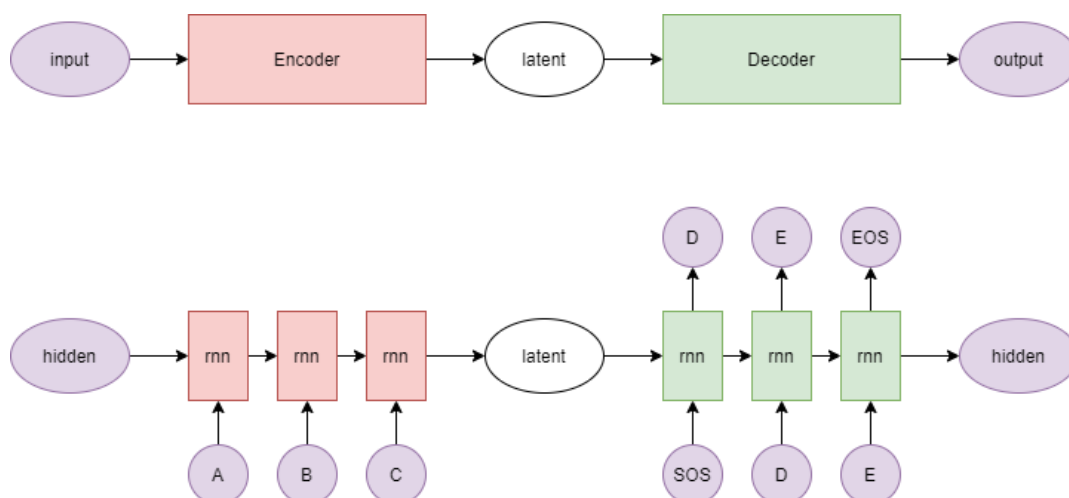 input
Encoder
latent
Decoder
output
D
E
EOS
hidden
rnn
rnn
rnn
latent
rnn
rnn
rnn
hidden
A
B
C
SOS
D
E